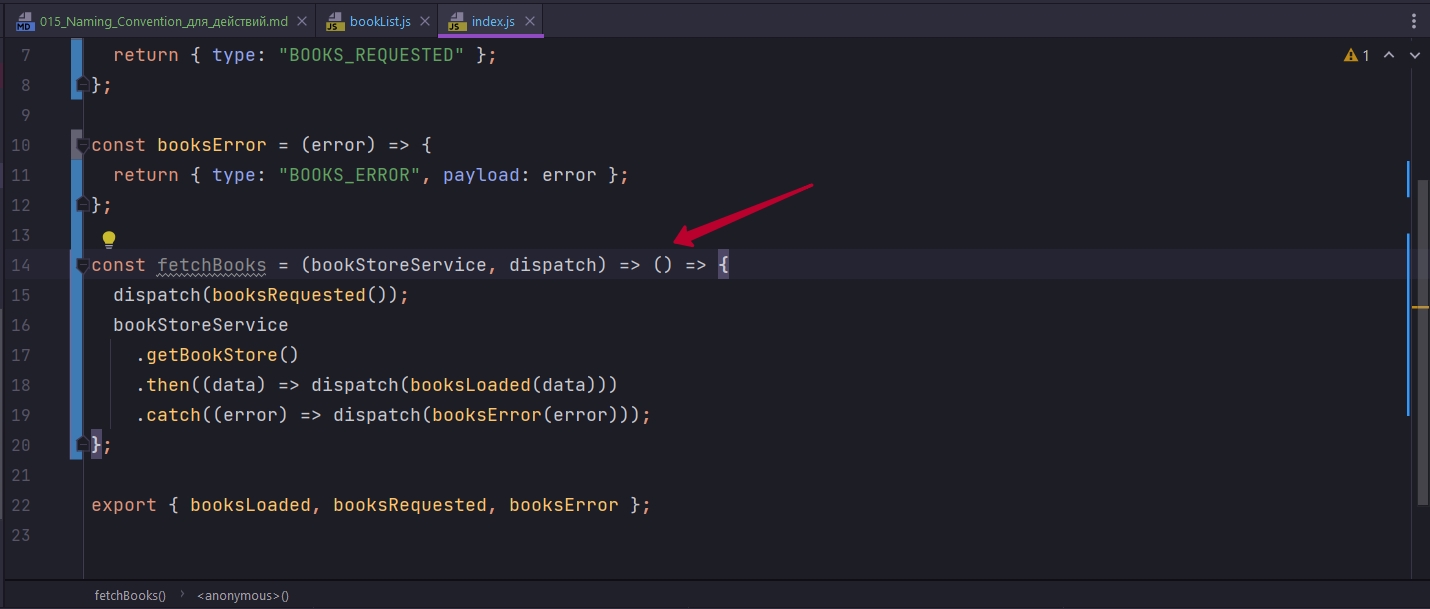 015_Naming_Convention_для_действий.md bookList.js index.js
7 return { type: "BOOKS_REQUESTED" }; 1
8 };
9
10 const booksError = (error) => {
11 return { type: "BOOKS_ERROR", payload: error };
12 };
13
14 const fetchBooks = (bookStoreService, dispatch) => () => {
15 dispatch(booksRequested());
16 bookStoreService
17 .getBookStore()
18 .then((data) => dispatch(booksLoaded(data)))
19 .catch((error) => dispatch(booksError(error)));
20 };
21
22 export { booksLoaded, booksRequested, booksError };
23
fetchBooks() › <anonymous>()